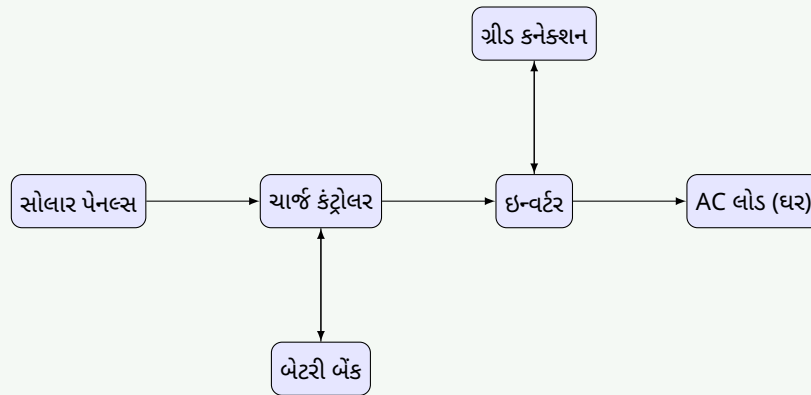 ગ્રીડ કનેક્શન
સોલાર પેનલ્સ
ચાર્જ કંટ્રોલર
ઇન્વર્ટર
AC લોડ (ઘર)
બેટરી બેંક